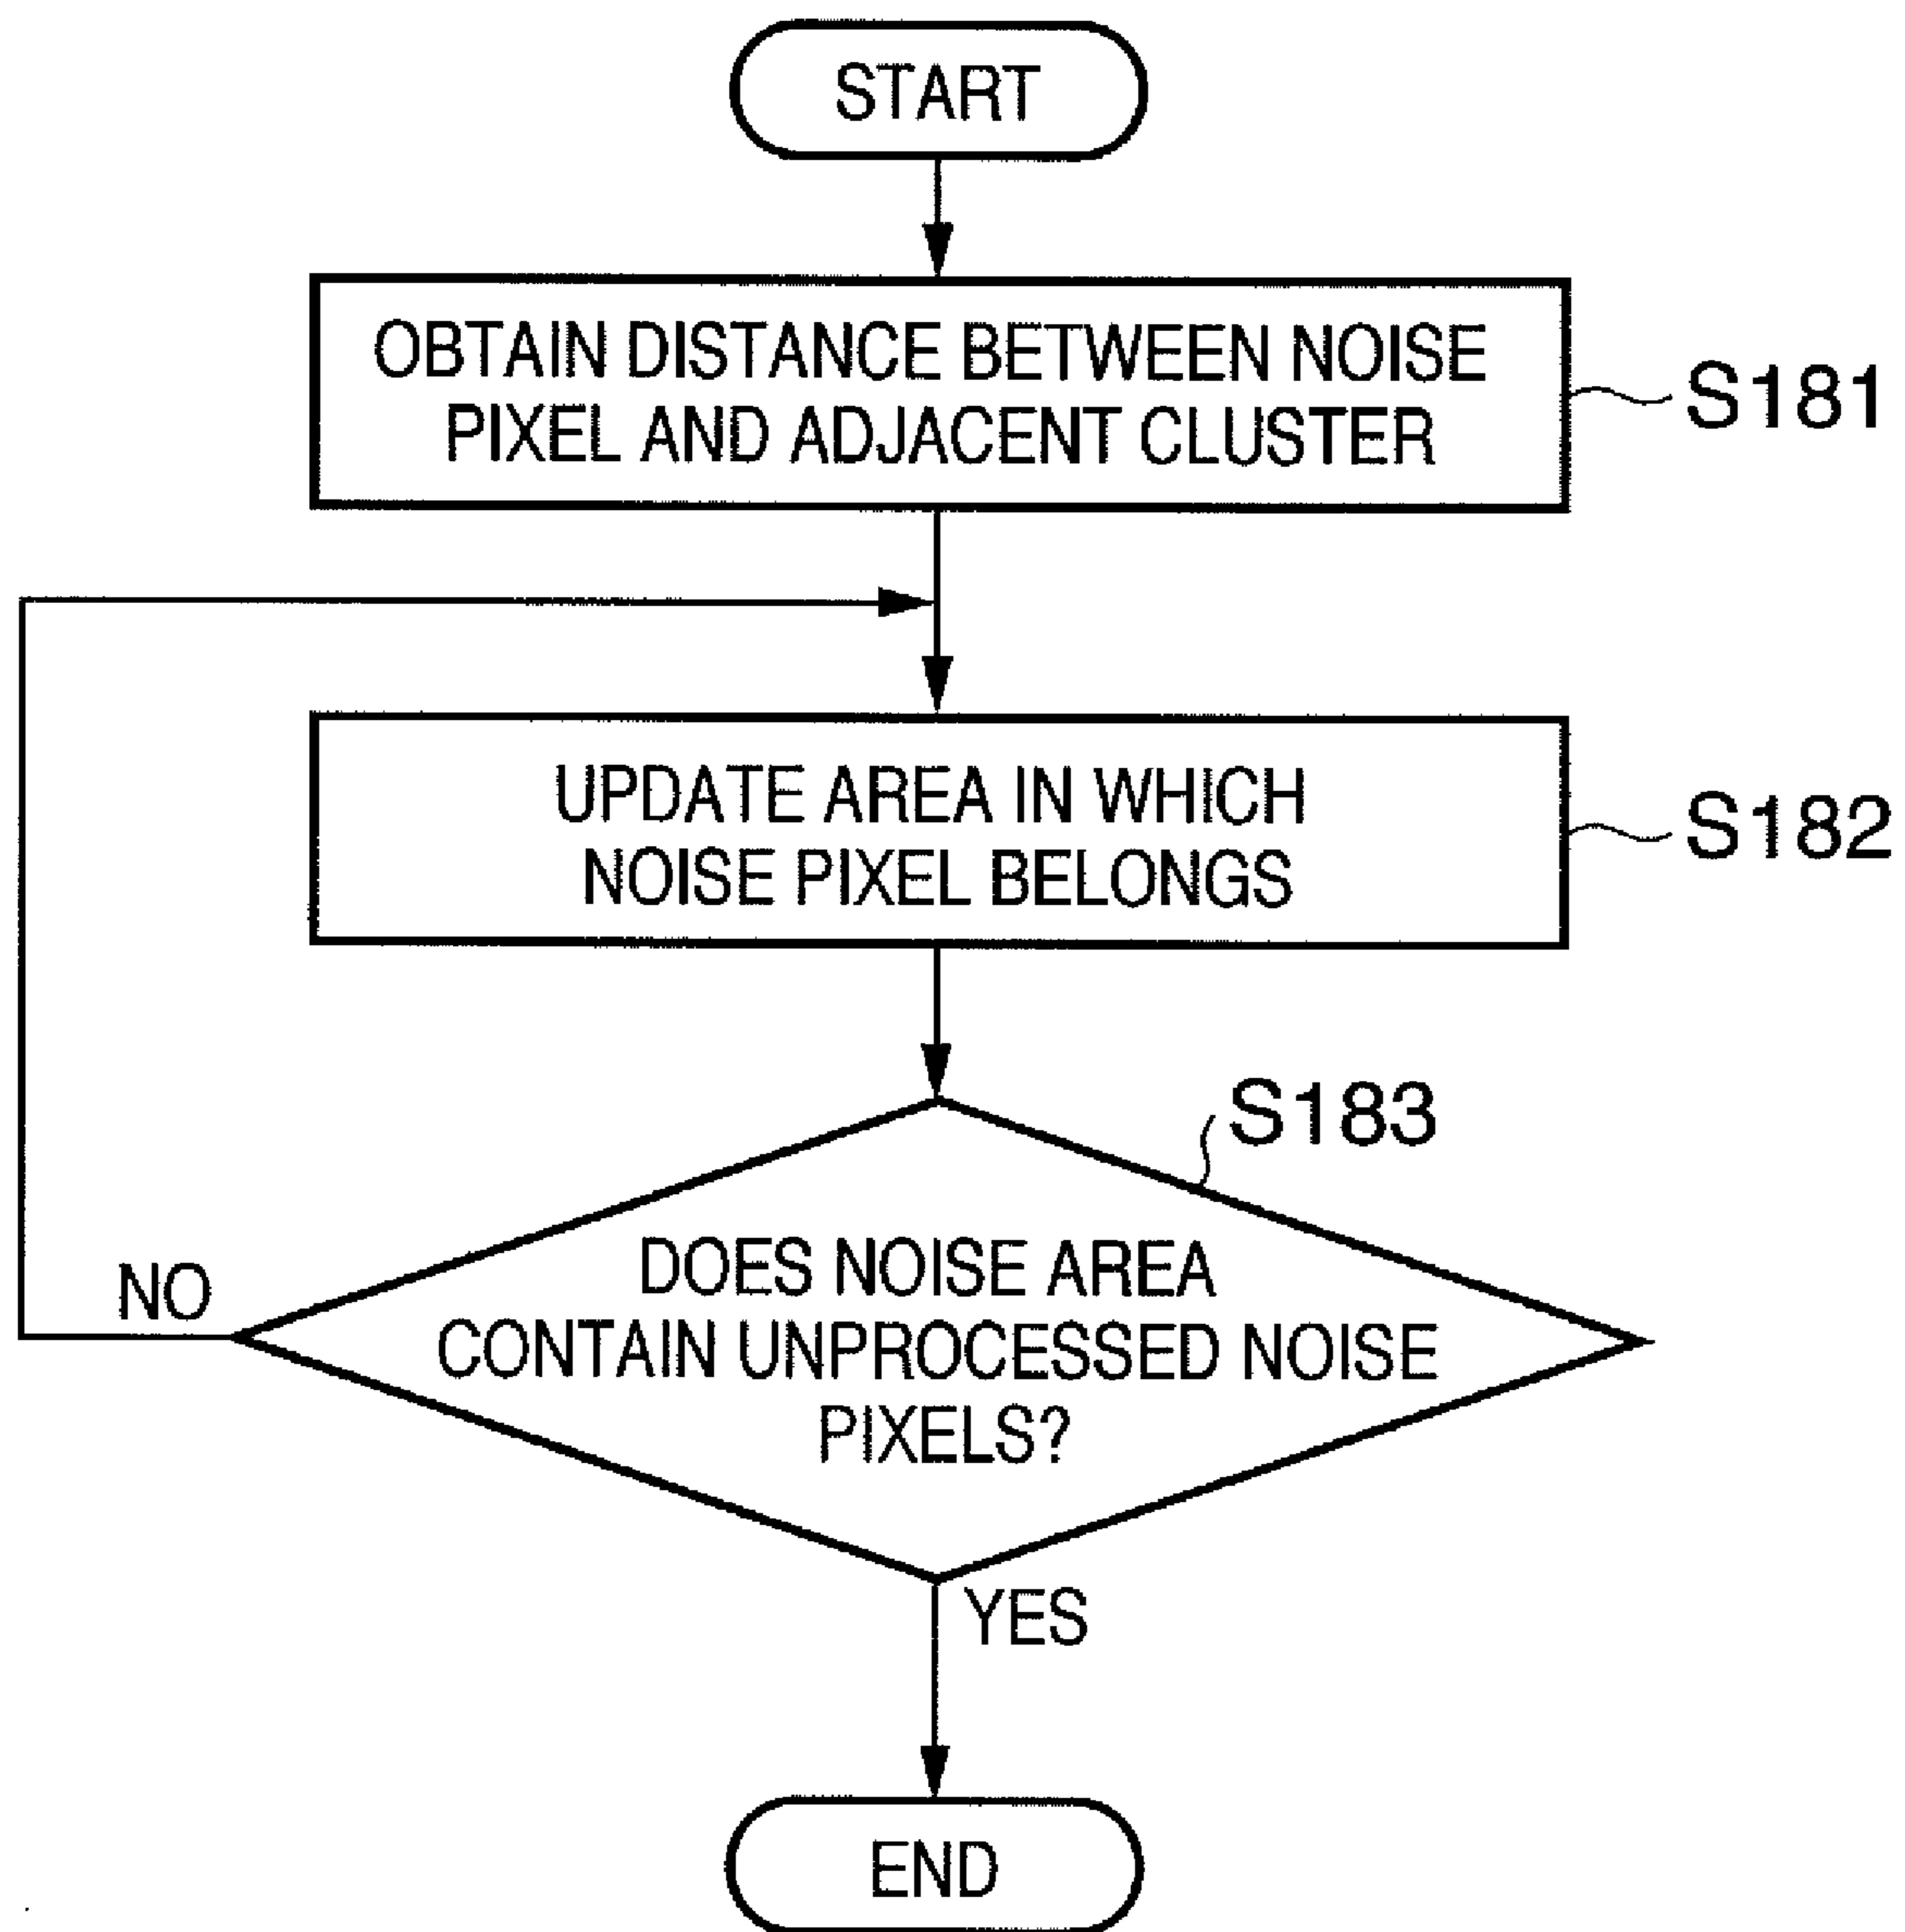 START
OBTAIN DISTANCE BETWEEN NOISE
PIXEL AND ADJACENT CLUSTER
S181
UPDATE AREA IN WHICH
NOISE PIXEL BELONGS
S182
S183
DOES NOISE AREA
CONTAIN UNPROCESSED NOISE
PIXELS?
NO
YES
END